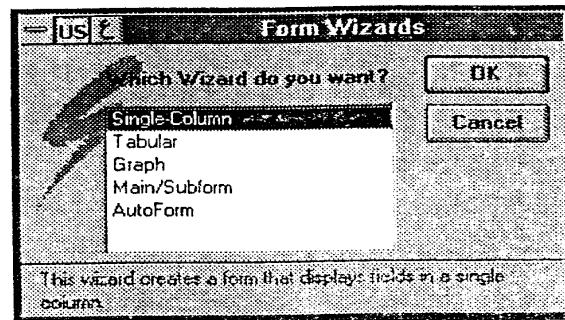 US ع Form Wizards
Which Wizard do you want?
OK
Cancel
Single-Column
Tabular
Graph
Main/Subform
AutoForm
This wizard creates a form that displays fields in a single
column.